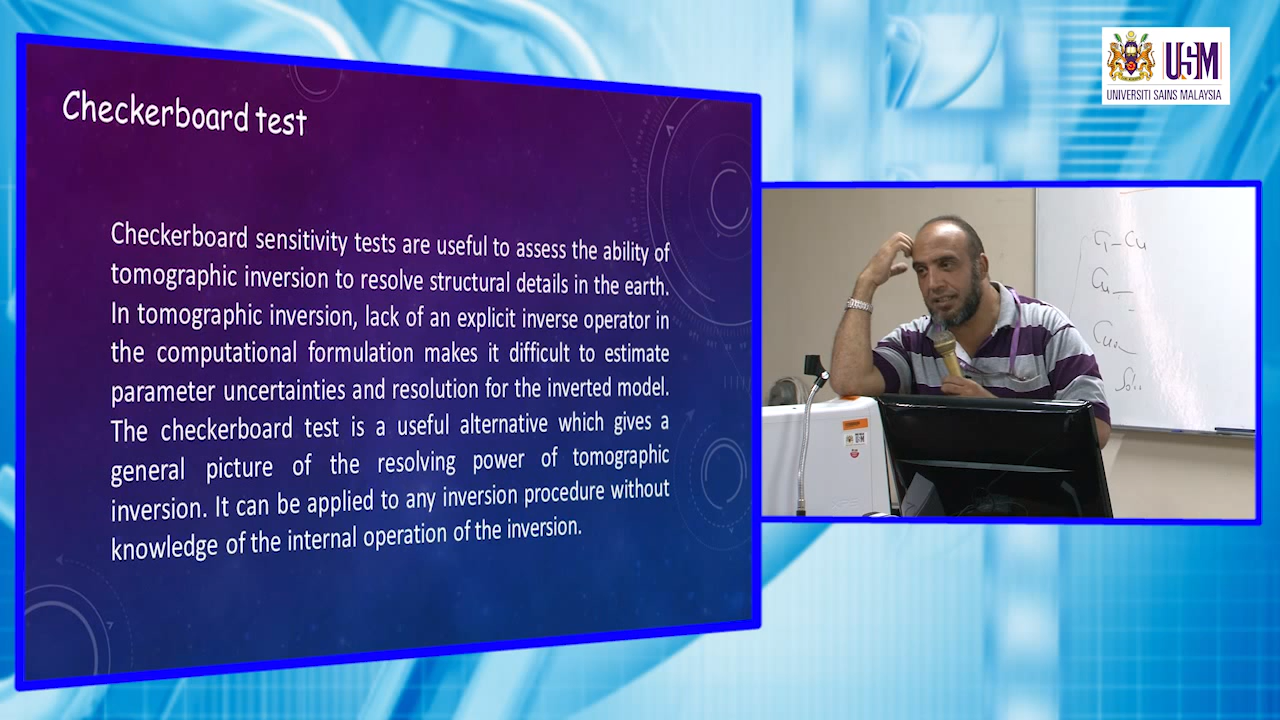 Checkerboard test
Checkerboard sensitivity tests are useful to assess the ability of
tomographic inversion to resolve structural details in the earth.
In tomographic inversion, lack of an explicit inverse operator in
the computational formulation makes it difficult to estimate
parameter uncertainties and resolution for the inverted model.
The checkerboard test is a useful alternative which gives a
general picture of the resolving power of tomographic
inversion. It can be applied to any inversion procedure without
knowledge of the internal operation of the inversion.
USM
UNIVERSITI SAINS MALAYSIA